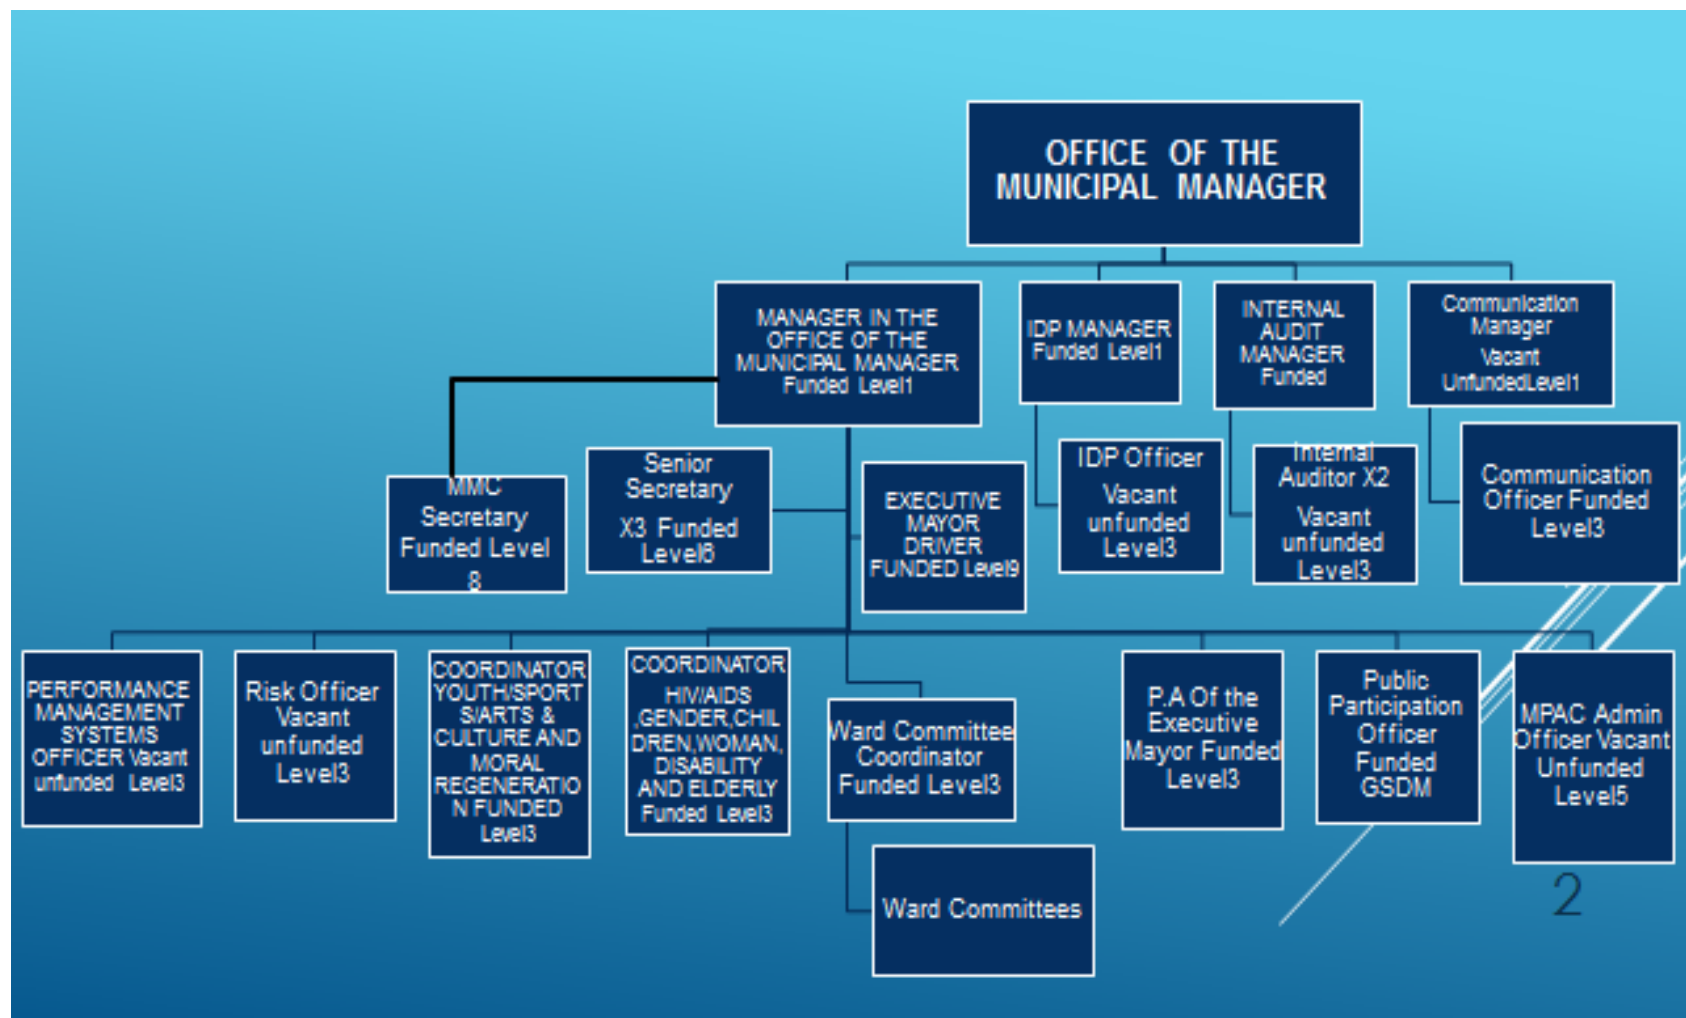 OFFICE OF THE
MUNICIPAL MANAGER
MANAGER IN THE
OFFICE OF THE
MUNICIPAL MANAGER
Funded Level1
IDP MANAGER
Funded Level1
INTERNAL
AUDIT
MANAGER
Funded
Communication
Manager
Vacant
UnfundedLevel1
MMC
Secretary
Funded Level
8
Senior
Secretary
X3 Funded
Level6
EXECUTIVE
MAYOR
DRIVER
FUNDED Level9
IDP Officer
Vacant
unfunded
Level3
Internal
Auditor X2
Vacant
unfunded
Level3
Communication
Officer Funded
Level3
PERFORMANCE
MANAGEMENT
SYSTEMS
OFFICER Vacant
unfunded Level3
Risk Officer
Vacant
unfunded
Level3
COORDINATOR
YOUTH/SPORT
S/ARTS &
CULTURE AND
MORAL
REGENERATIO
N FUNDED
Level3
COORDINATOR
HIV/AIDS
,GENDER,CHIL
DREN,WOMAN,
DISABILITY
AND ELDERLY
Funded Level3
Ward Committee
Coordinator
Funded Level3
P.A Of the
Executive
Mayor Funded
Level3
Public
Participation
Officer
Funded
GSDM
MPAC Admin
Officer Vacant
Unfunded
Level5
Ward Committees
2